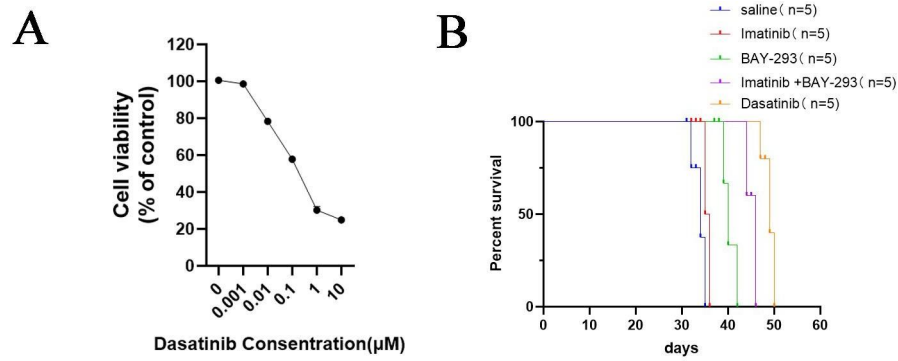 A
Cell viability
(% of control)
120
100
80
60
40
20
0
0
0.001
0.01
0.1
1
10
Dasatinib Consentration(μM)
B
saline( n=5)
Imatinib( n=5)
BAY-293( n=5)
Imatinib +BAY-293( n=5)
Dasatinib( n=5)
Percent survival
100
50
0
0
10
20
30
40
50
60
days